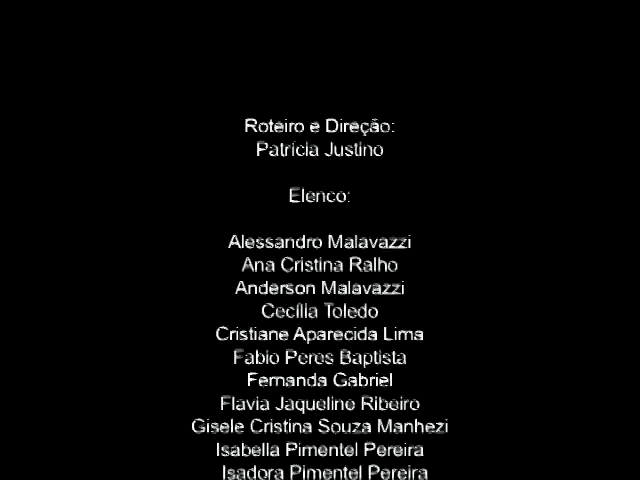 Roteiro e Direção:
Patrícia Justino
Elenco:
Alessandro Malavazzi
Ana Cristina Ralho
Anderson Malavazzi
Cecília Toledo
Cristiane Aparecida Lima
Fabio Peres Baptista
Fernanda Gabriel
Flavia Jaqueline Ribeiro
Gisele Cristina Souza Manhezi
Isabella Pimentel Pereira
Isadora Pimentel Pereira